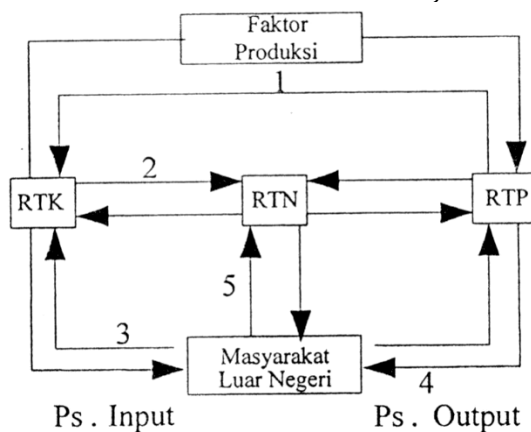 Faktor
Produksi
1
2
RTK
RTN
RTP
5
3
Masyarakat
Luar Negeri
4
Ps . Input
Ps . Output